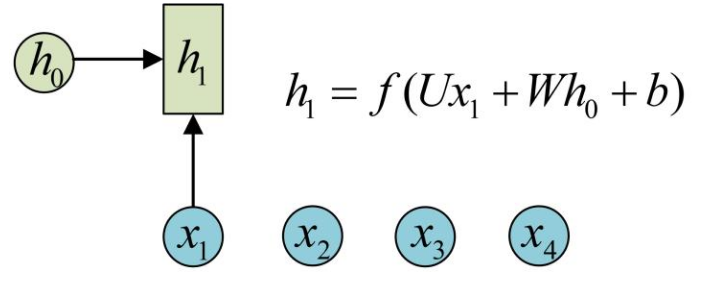 h₀ h₁ h₁ = f(Ux₁ + Wh₀ + b)
x₁ x₂ x₃ x₄